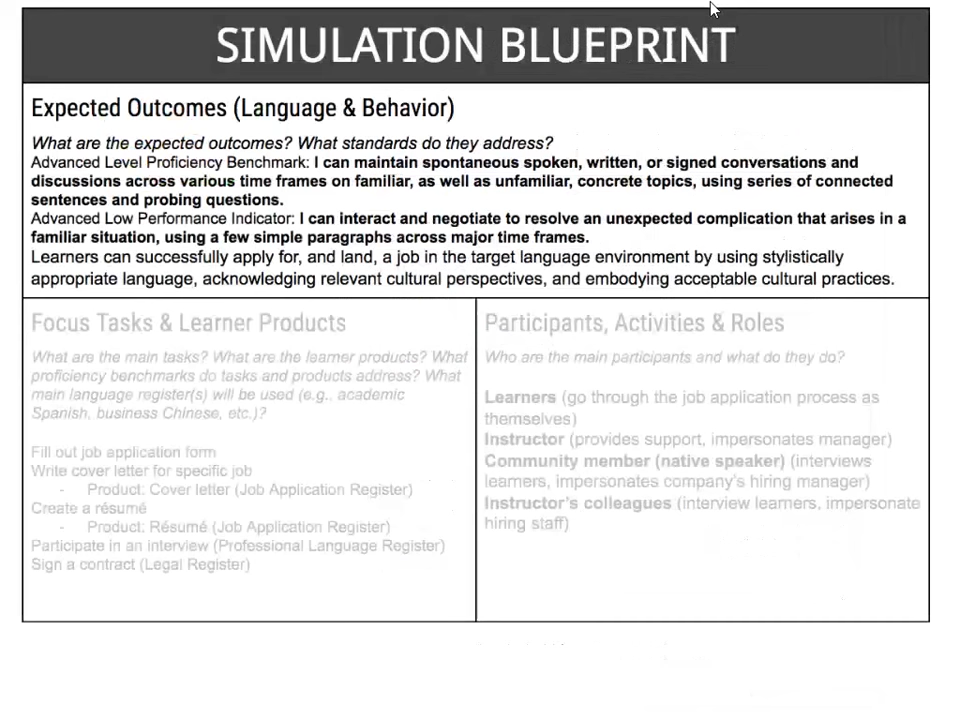 SIMULATION BLUEPRINT
Expected Outcomes (Language & Behavior)
What are the expected outcomes? What standards do they address?
Advanced Level Proficiency Benchmark: I can maintain spontaneous spoken, written, or signed conversations and
discussions across various time frames on familiar, as well as unfamiliar, concrete topics, using series of connected
sentences and probing questions.
Advanced Low Performance Indicator: I can interact and negotiate to resolve an unexpected complication that arises in a
familiar situation, using a few simple paragraphs across major time frames.
Learners can successfully apply for, and land, a job in the target language environment by using stylistically
appropriate language, acknowledging relevant cultural perspectives, and embodying acceptable cultural practices.
Focus Tasks & Learner Products
What are the main tasks? What are the learner products? What
proficiency benchmarks do tasks and products address? What
main language register(s) will be used (e.g., academic
Spanish, business Chinese, etc.)?
Fill out job application form
Write cover letter for specific job
- Product: Cover letter (Job Application Register)
Create a résumé
- Product: Résumé (Job Application Register)
Participate in an interview (Professional Language Register)
Sign a contract (Legal Register)
Participants, Activities & Roles
Who are the main participants and what do they do?
Learners (go through the job application process as
themselves)
Instructor (provides support, impersonates manager)
Community member (native speaker) (interviews
learners, impersonates company's hiring manager)
Instructor's colleagues (interview learners, impersonate
hiring staff)